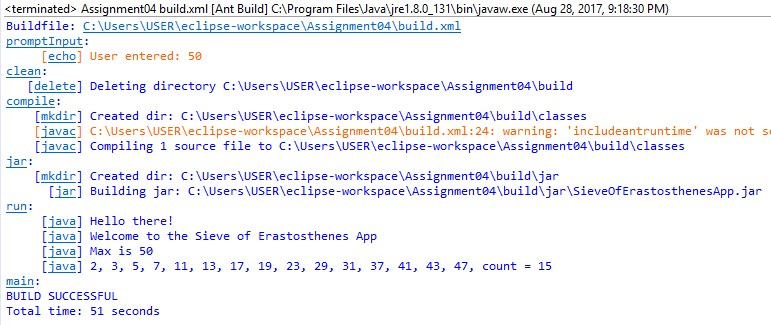 <terminated> Assignment04 build.xml [Ant Build] C:\Program Files\Java\jre1.8.0_131\bin\javaw.exe (Aug 28, 2017, 9:18:30 PM)
Buildfile: C:\Users\USER\eclipse-workspace\Assignment04\build.xml
promptInput:
[echo] User entered: 50
clean:
[delete] Deleting directory C:\Users\USER\eclipse-workspace\Assignment04\build
compile:
[mkdir] Created dir: C:\Users\USER\eclipse-workspace\Assignment04\build\classes
[javac] C:\Users\USER\eclipse-workspace\Assignment04\build.xml:24: warning: 'includeantruntime' was not
[javac] Compiling 1 source file to C:\Users\USER\eclipse-workspace\Assignment04\build\classes
jar:
[mkdir] Created dir: C:\Users\USER\eclipse-workspace\Assignment04\build\jar
[jar] Building jar: C:\Users\USER\eclipse-workspace\Assignment04\build\jar\SieveOfErastosthenesApp.jar
run:
[java] Hello there!
[java] Welcome to the Sieve of Erastosthenes App
[java] Max is 50
[java] 2, 3, 5, 7, 11, 13, 17, 19, 23, 29, 31, 37, 41, 43, 47, count = 15
main:
BUILD SUCCESSFUL
Total time: 51 seconds